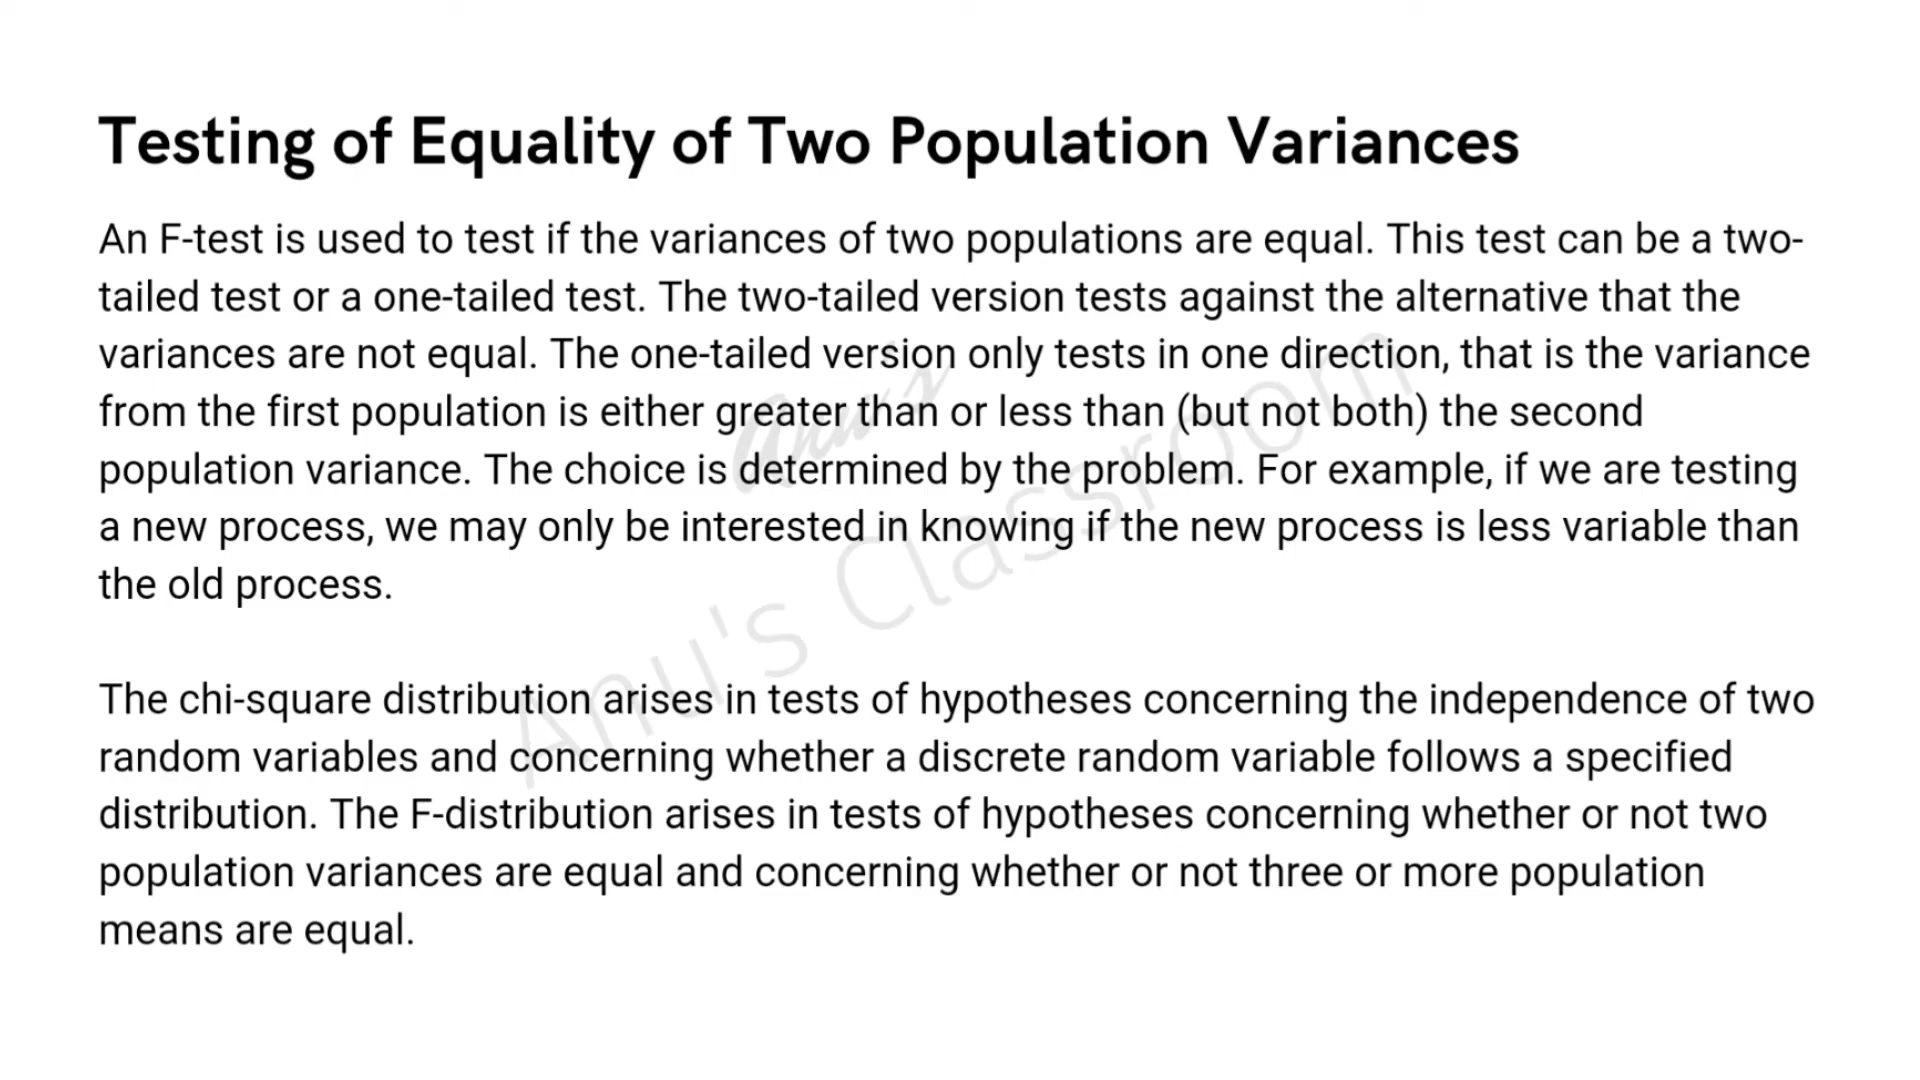 Testing of Equality of Two Population Variances
An F-test is used to test if the variances of two populations are equal. This test can be a two-
tailed test or a one-tailed test. The two-tailed version tests against the alternative that the
variances are not equal. The one-tailed version only tests in one direction, that is the variance
from the first population is either greater than or less than (but not both) the second
population variance. The choice is determined by the problem. For example, if we are testing
a new process, we may only be interested in knowing if the new process is less variable than
the old process.
The chi-square distribution arises in tests of hypotheses concerning the independence of two
random variables and concerning whether a discrete random variable follows a specified
distribution. The F-distribution arises in tests of hypotheses concerning whether or not two
population variances are equal and concerning whether or not three or more population
means are equal.
Anu's
Anu's Classroom